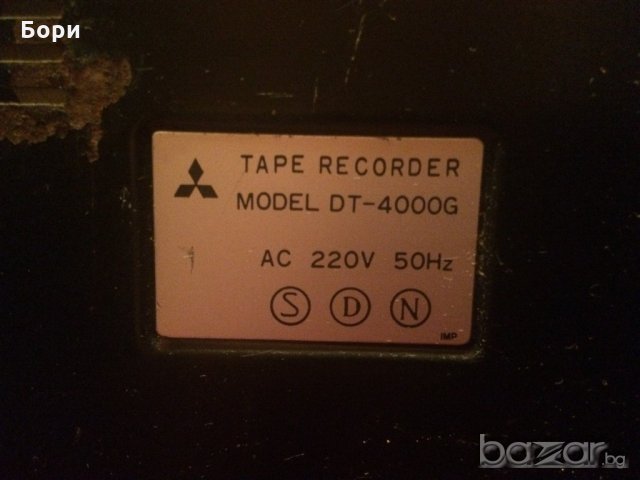 Бори
TAPE RECORDER
MODEL DT-4000G
AC 220V 50Hz
S D N
IMP
bazar.bg